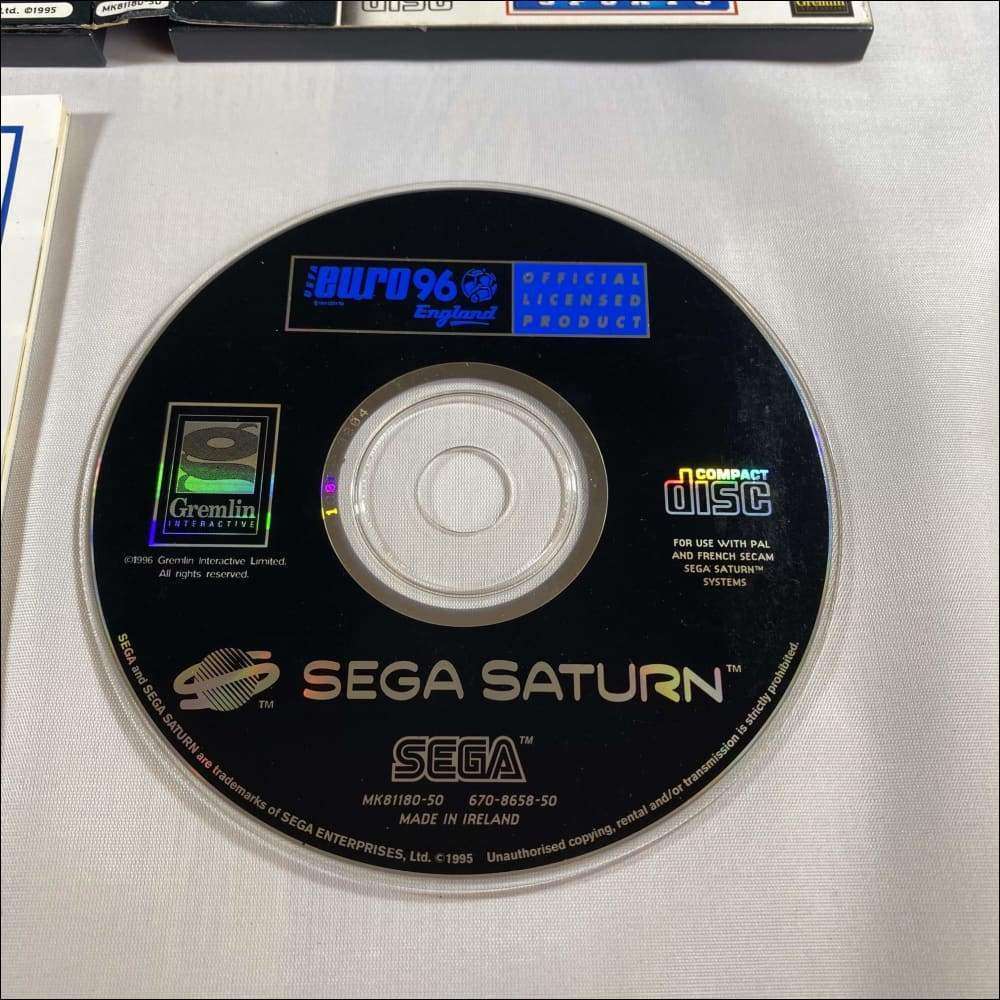 Ltd. ©1995
MK81180-50
DISC
SPORTS
Gremlin
UEFA
euro96
England
OFFICIAL
LICENSED
PRODUCT
Gremlin
INTERACTIVE
©1996 Gremlin Interactive Limited.
All rights reserved.
COMPACT
disc
FOR USE WITH PAL
AND FRENCH SECAM
SEGA SATURN™
SYSTEMS
SEGA SATURN™
TM
SEGA™
MK81180-50 670-8658-50
MADE IN IRELAND
SEGA and SEGA SATURN are trademarks of SEGA ENTERPRISES, Ltd. ©1995 Unauthorised copying, rental and/or transmission is strictly prohibited.